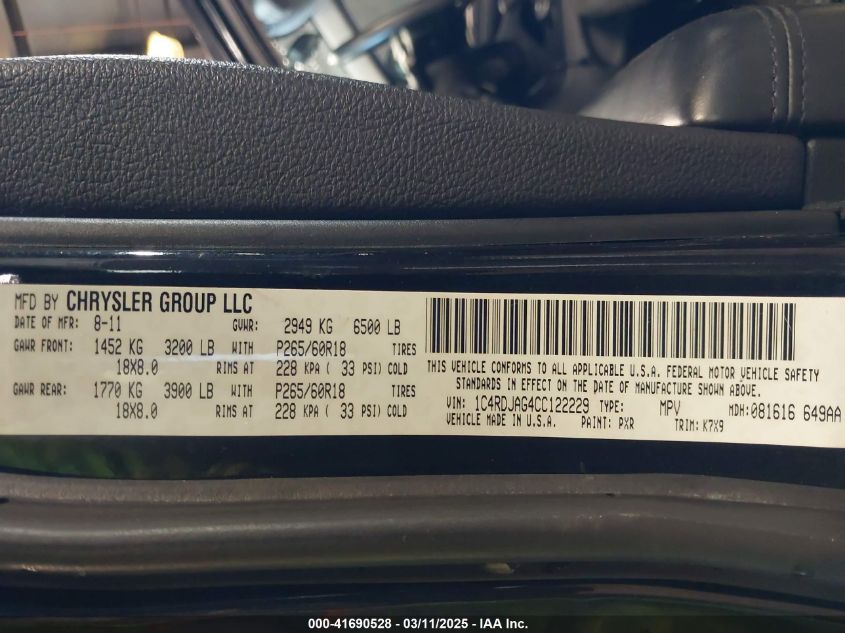 MFD BY CHRYSLER GROUP LLC
DATE OF MFR: 8-11 GVWR: 2949 KG 6500 LB
GAWR FRONT: 1452 KG 3200 LB WITH P265/60R18 TIRES
18X8.0 RIMS AT 228 KPA ( 33 PSI) COLD
GAWR REAR: 1770 KG 3900 LB WITH P265/60R18 TIRES
18X8.0 RIMS AT 228 KPA ( 33 PSI) COLD
THIS VEHICLE CONFORMS TO ALL APPLICABLE U.S.A. FEDERAL MOTOR VEHICLE SAFETY
STANDARDS IN EFFECT ON THE DATE OF MANUFACTURE SHOWN ABOVE.
VIN: 1C4RDJAG4CC122229 TYPE: MPV MDH: 081616 649AA
VEHICLE MADE IN U.S.A. PAINT: PXR TRIM: K7X9
000-41690528 - 03/11/2025 - IAA Inc.